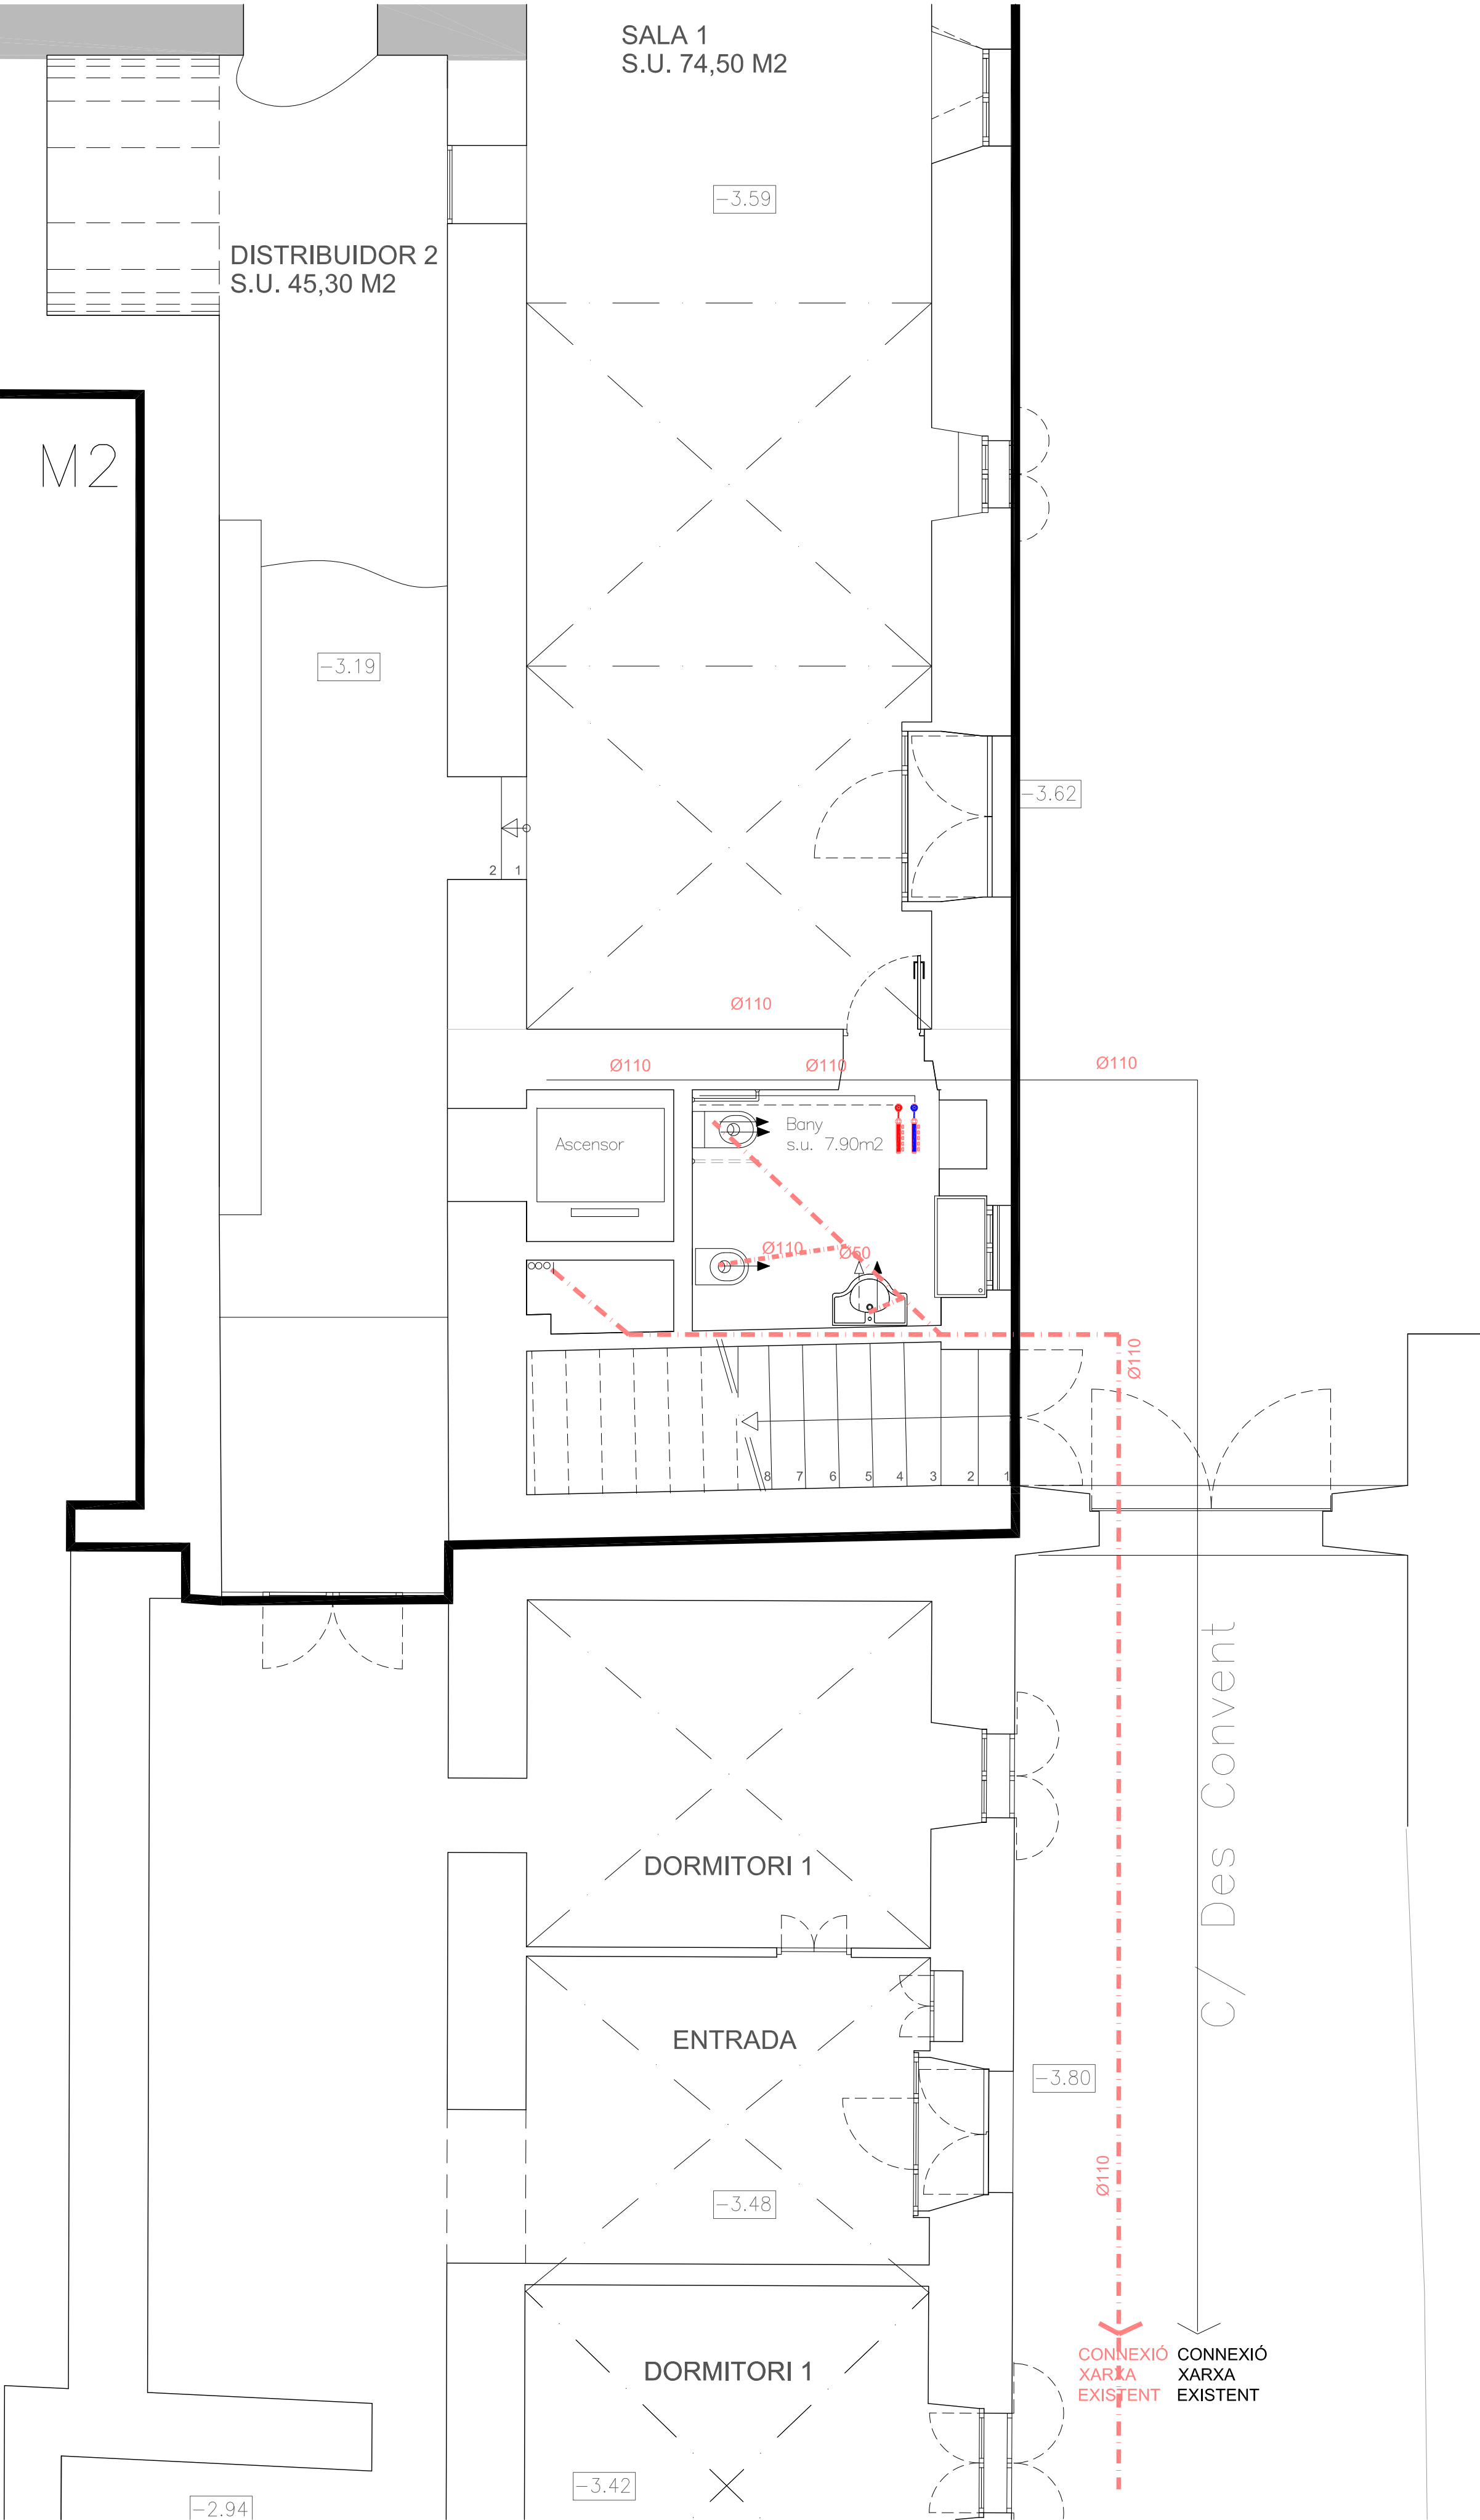 SALA 1
S.U. 74,50 M2
-3.59
DISTRIBUIDOR 2
S.U. 45,30 M2
M2
-3.19
-3.62
2 1
Ø110
Ø110
Ø110
Ø110
Ascensor
Bany
s.u. 7.90m2
Ø110
Ø50
Ø110
8 7 6 5 4 3 2 1
C/ Des Convent
DORMITORI 1
ENTRADA
-3.80
Ø110
-3.48
DORMITORI 1
CONNEXIÓ
XARXA
EXISTENT
CONNEXIÓ
XARXA
EXISTENT
-3.42
-2.94